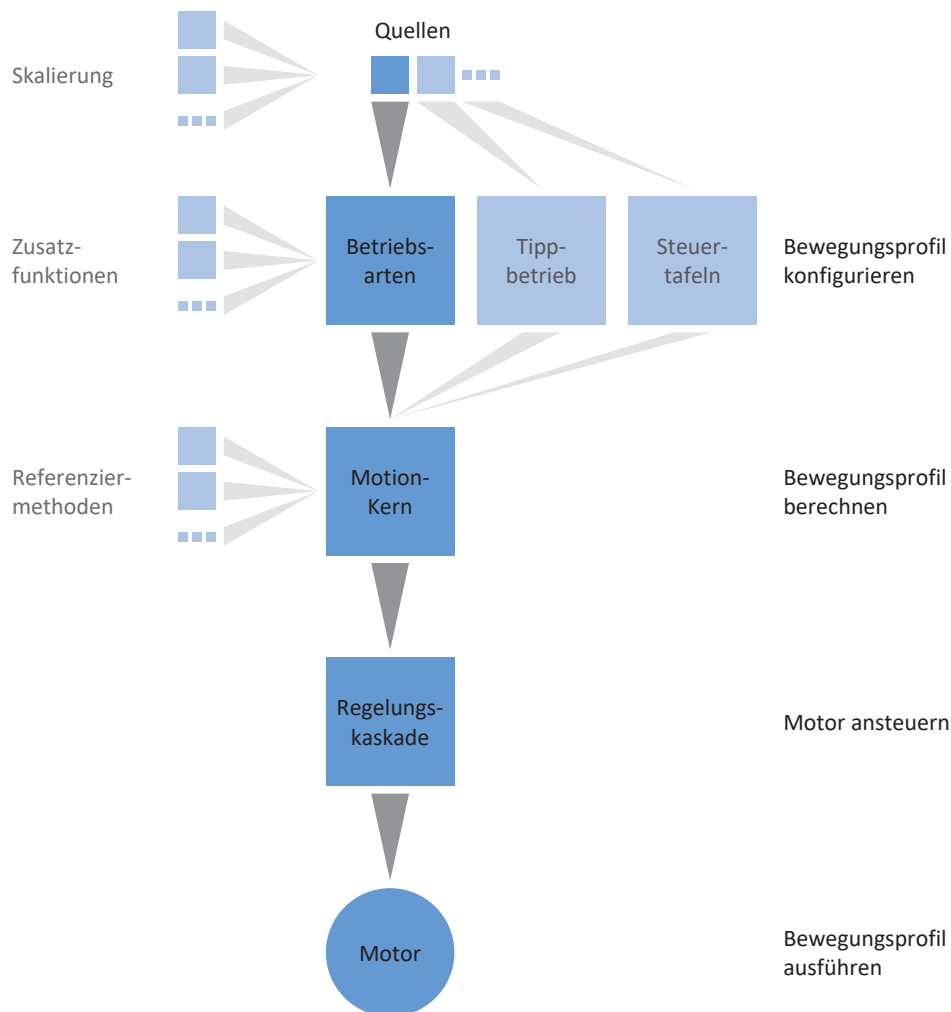 Quellen
Skalierung
Zusatz-
funktionen
Betriebs-
arten
Tipp-
betrieb
Steuer-
tafeln
Bewegungsprofil
konfigurieren
Referenzier-
methoden
Motion-
Kern
Bewegungsprofil
berechnen
Regelungs-
kaskade
Motor ansteuern
Motor
Bewegungsprofil
ausführen